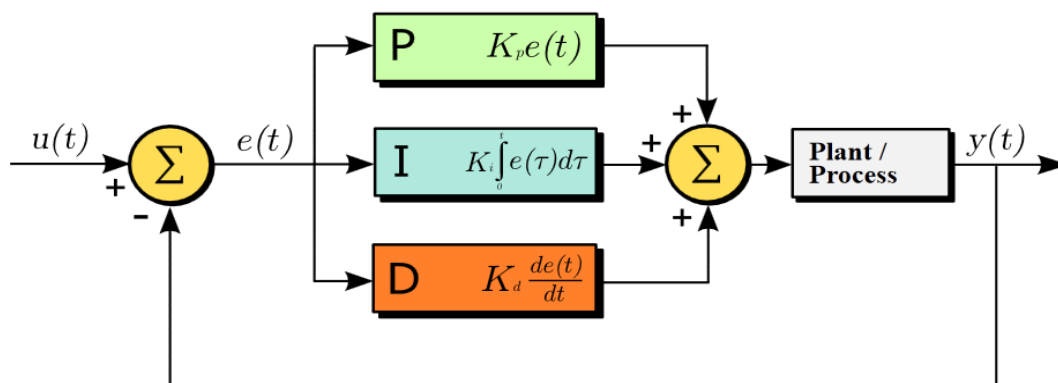 P K_p e(t)
u(t)
+
-
Σ
e(t)
I K_i ∫_0^t e(τ)dτ
+
+
+
Σ
Plant /
Process
y(t)
D K_d de(t)/dt